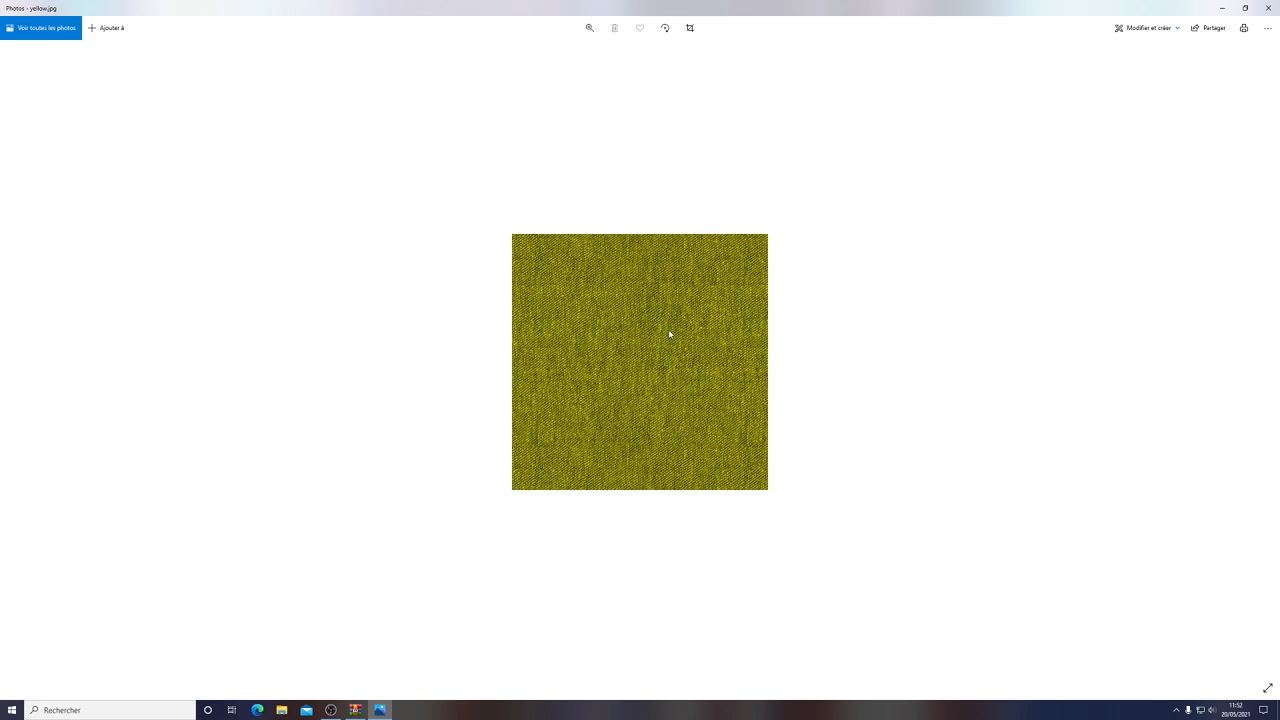 Photos - yellow.jpg
Voir toutes les photos
Ajouter à
Modifier et créer
Partager
Rechercher
11:52
20/05/2021